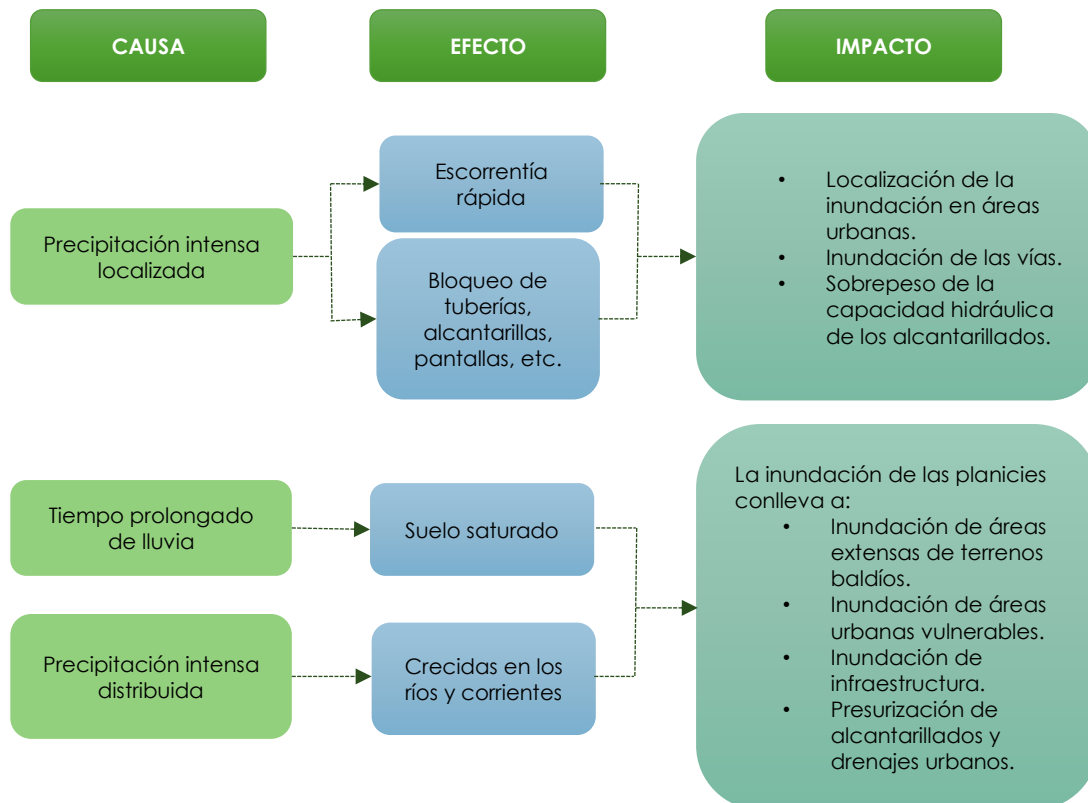 CAUSA
EFECTO
IMPACTO
Precipitación intensa
localizada
Escorrentía
rápida
Bloqueo de
tuberías,
alcantarillas,
pantallas, etc.
• Localización de la
inundación en áreas
urbanas.
• Inundación de las vías.
• Sobrepeso de la
capacidad hidráulica
de los alcantarillados.
Tiempo prolongado
de lluvia
Suelo saturado
Precipitación intensa
distribuida
Crecidas en los
ríos y corrientes
La inundación de las planicies
conlleva a:
• Inundación de áreas
extensas de terrenos
baldíos.
• Inundación de áreas
urbanas vulnerables.
• Inundación de
infraestructura.
• Presurización de
alcantarillados y
drenajes urbanos.